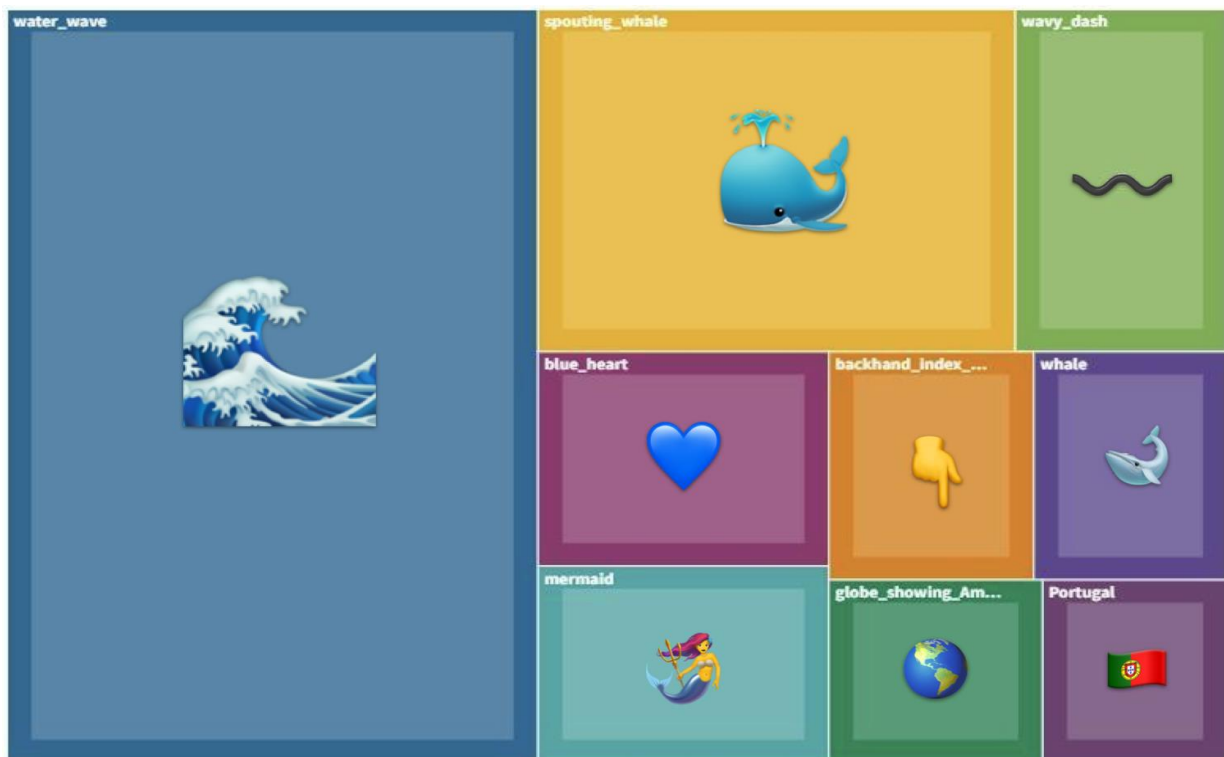 water_wave
spouting_whale
wavy_dash
blue_heart
backhand_index_...
whale
mermaid
globe_showing_Am...
Portugal